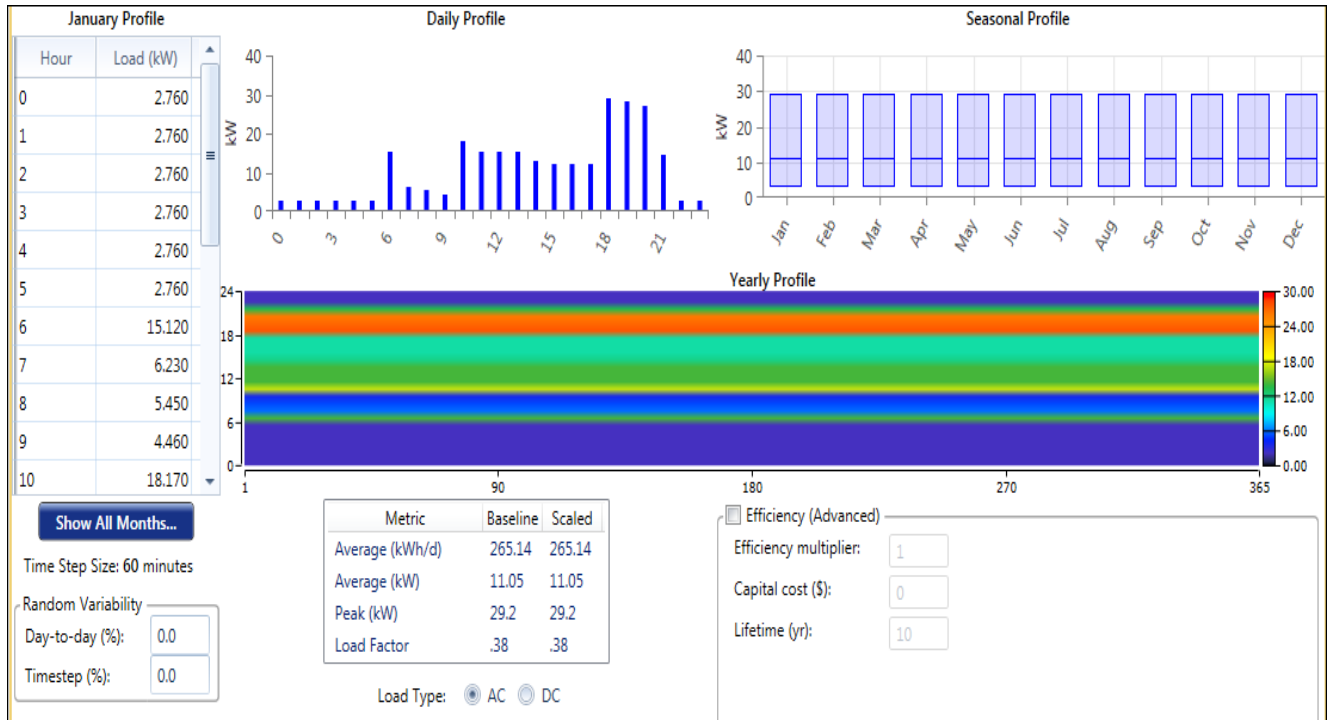 January Profile
Hour Load (kW)
0 2.760
1 2.760
2 2.760
3 2.760
4 2.760
5 2.760
6 15.120
7 6.230
8 5.450
9 4.460
10 18.170
Show All Months...
Time Step Size: 60 minutes
Random Variability
Day-to-day (%): 0.0
Timestep (%): 0.0
Daily Profile
kW
40
30
20
10
0
0 3 6 9 12 15 18 21
Seasonal Profile
kW
40
30
20
10
0
Jan Feb Mar Apr May Jun Jul Aug Sep Oct Nov Dec
Yearly Profile
24
18
12
6
0
1 90 180 270 365
30.00
24.00
18.00
12.00
6.00
0.00
Metric Baseline Scaled
Average (kWh/d) 265.14 265.14
Average (kW) 11.05 11.05
Peak (kW) 29.2 29.2
Load Factor .38 .38
Load Type: AC DC
Efficiency (Advanced)
Efficiency multiplier: 1
Capital cost ($): 0
Lifetime (yr): 10